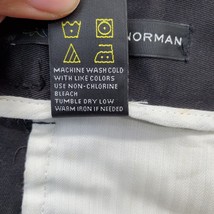 NORMAN
MACHINE WASH COLD
WITH LIKE COLORS
USE NON-CHLORINE
BLEACH
TUMBLE DRY LOW
WARM IRON IF NEEDED